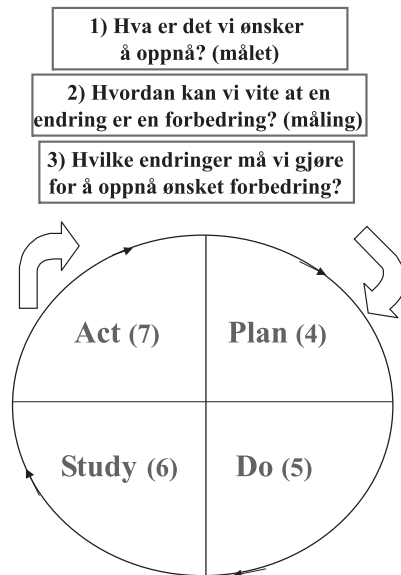 1) Hva er det vi ønsker
å oppnå? (målet)
2) Hvordan kan vi vite at en
endring er en forbedring? (måling)
3) Hvilke endringer må vi gjøre
for å oppnå ønsket forbedring?
Act (7)
Plan (4)
Study (6)
Do (5)